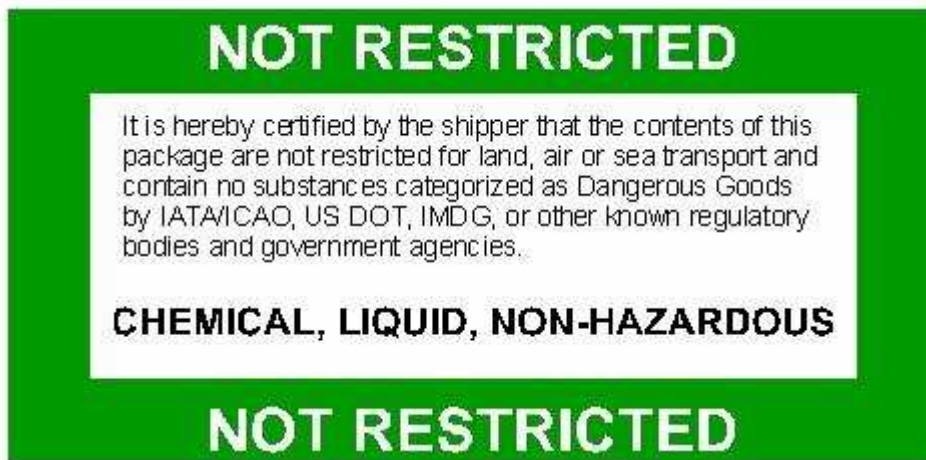 NOT RESTRICTED
It is hereby certified by the shipper that the contents of this
package are not restricted for land, air or sea transport and
contain no substances categorized as Dangerous Goods
by IATA/ICAO, US DOT, IMDG, or other known regulatory
bodies and government agencies.
CHEMICAL, LIQUID, NON-HAZARDOUS
NOT RESTRICTED